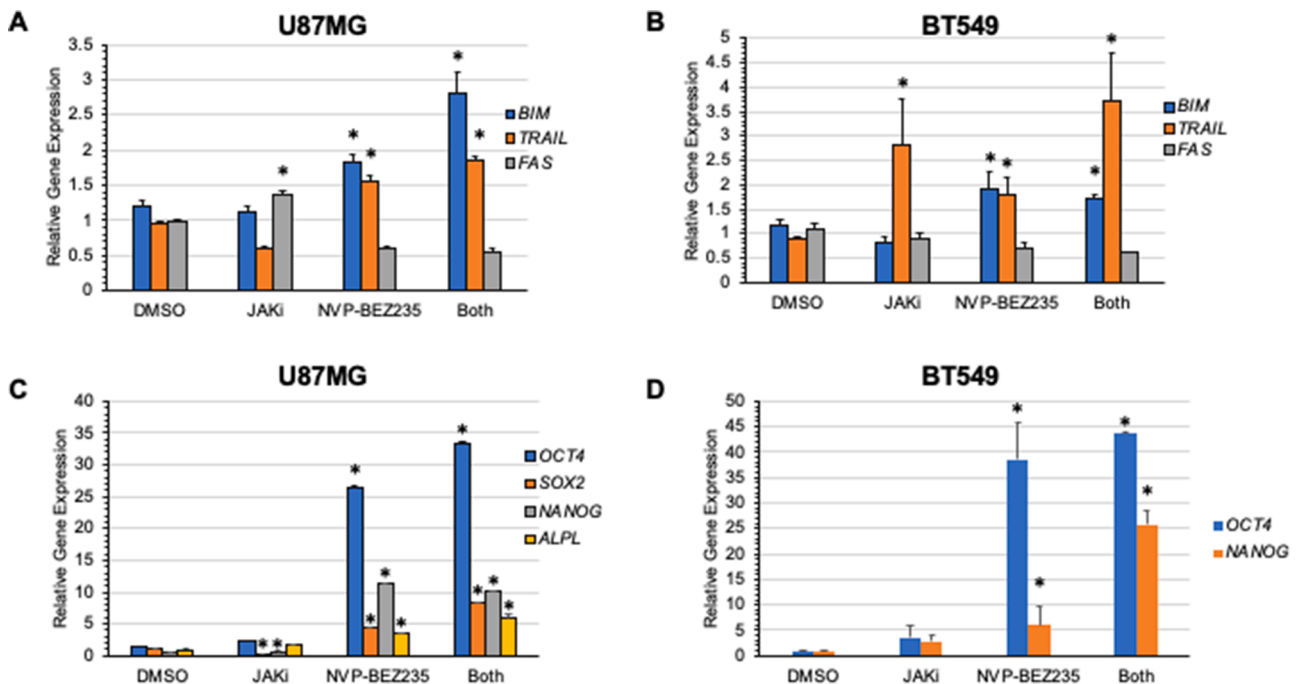 A
U87MG
Relative Gene Expression
3.5
3
2.5
2
1.5
1
0.5
0
*
*
*
*
*
BIM
TRAIL
FAS
DMSO
JAKi
NVP-BEZ235
Both
B
BT549
Relative Gene Expression
5
4.5
4
3.5
3
2.5
2
1.5
1
0.5
0
*
*
*
*
*
BIM
TRAIL
FAS
DMSO
JAKi
NVP-BEZ235
Both
C
U87MG
Relative Gene Expression
40
35
30
25
20
15
10
5
0
* *
*
*
*
*
*
*
*
*
OCT4
SOX2
NANOG
ALPL
DMSO
JAKi
NVP-BEZ235
Both
D
BT549
Relative Gene Expression
50
45
40
35
30
25
20
15
10
5
0
*
*
*
*
OCT4
NANOG
DMSO
JAKi
NVP-BEZ235
Both